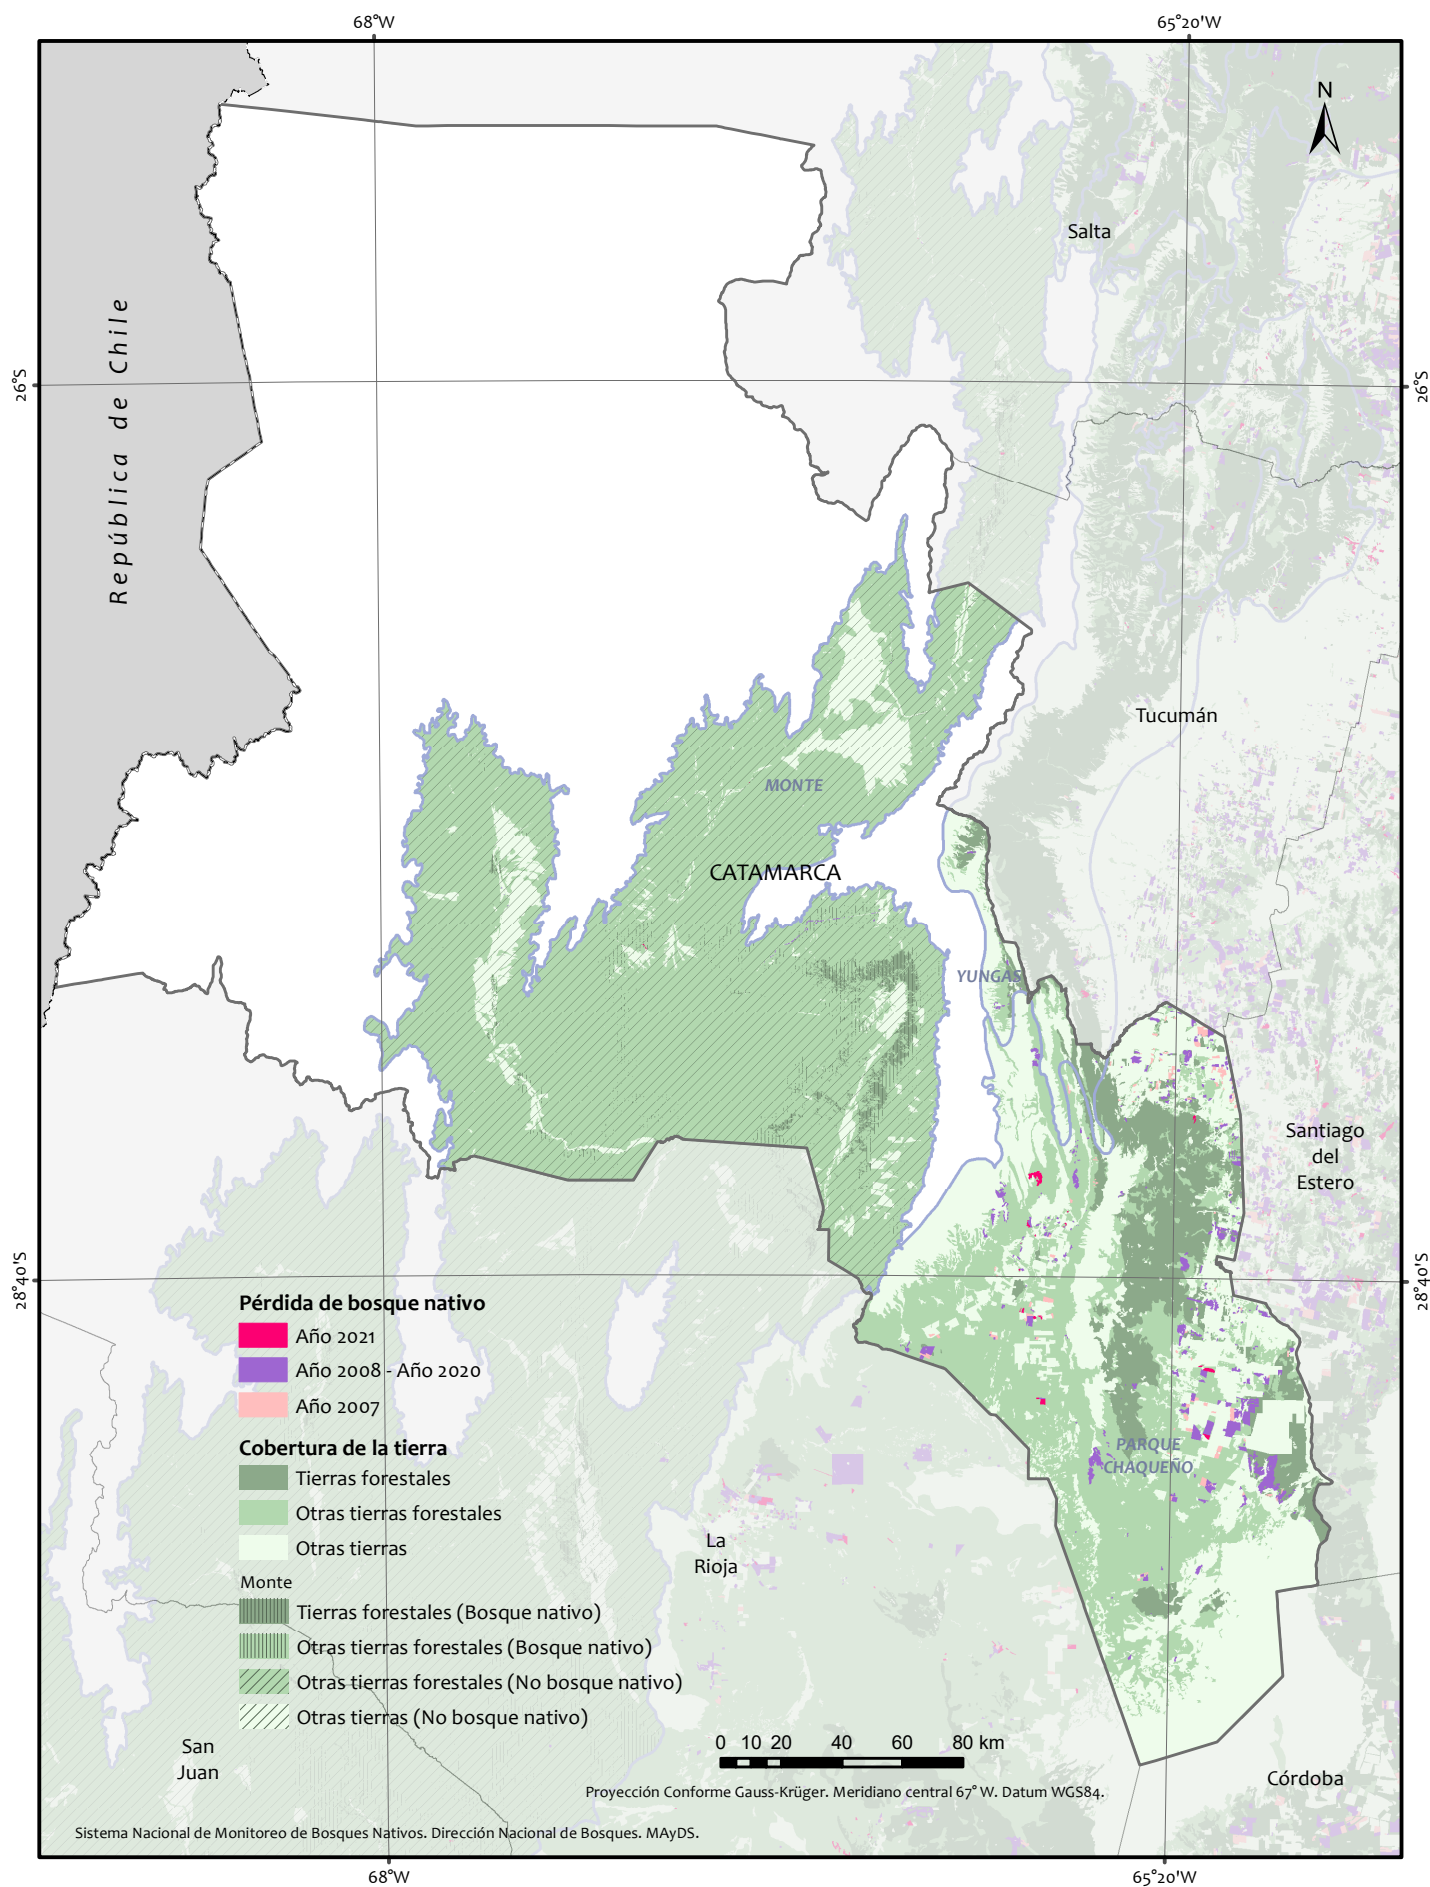 68°W
65°20'W
N
Salta
República de Chile
26°S
26°S
Tucumán
MONTE
CATAMARCA
YUNGAS
Santiago
del
Estero
28°40'S
28°40'S
Pérdida de bosque nativo
Año 2021
Año 2008 - Año 2020
Año 2007
Cobertura de la tierra
Tierras forestales
Otras tierras forestales
Otras tierras
Monte
Tierras forestales (Bosque nativo)
Otras tierras forestales (Bosque nativo)
Otras tierras forestales (No bosque nativo)
Otras tierras (No bosque nativo)
PARQUE
CHAQUEÑO
La
Rioja
San
Juan
0 10 20 40 60 80 km
Córdoba
Proyección Conforme Gauss-Krüger. Meridiano central 67° W. Datum WGS84.
Sistema Nacional de Monitoreo de Bosques Nativos. Dirección Nacional de Bosques. MAyDS.
68°W
65°20'W